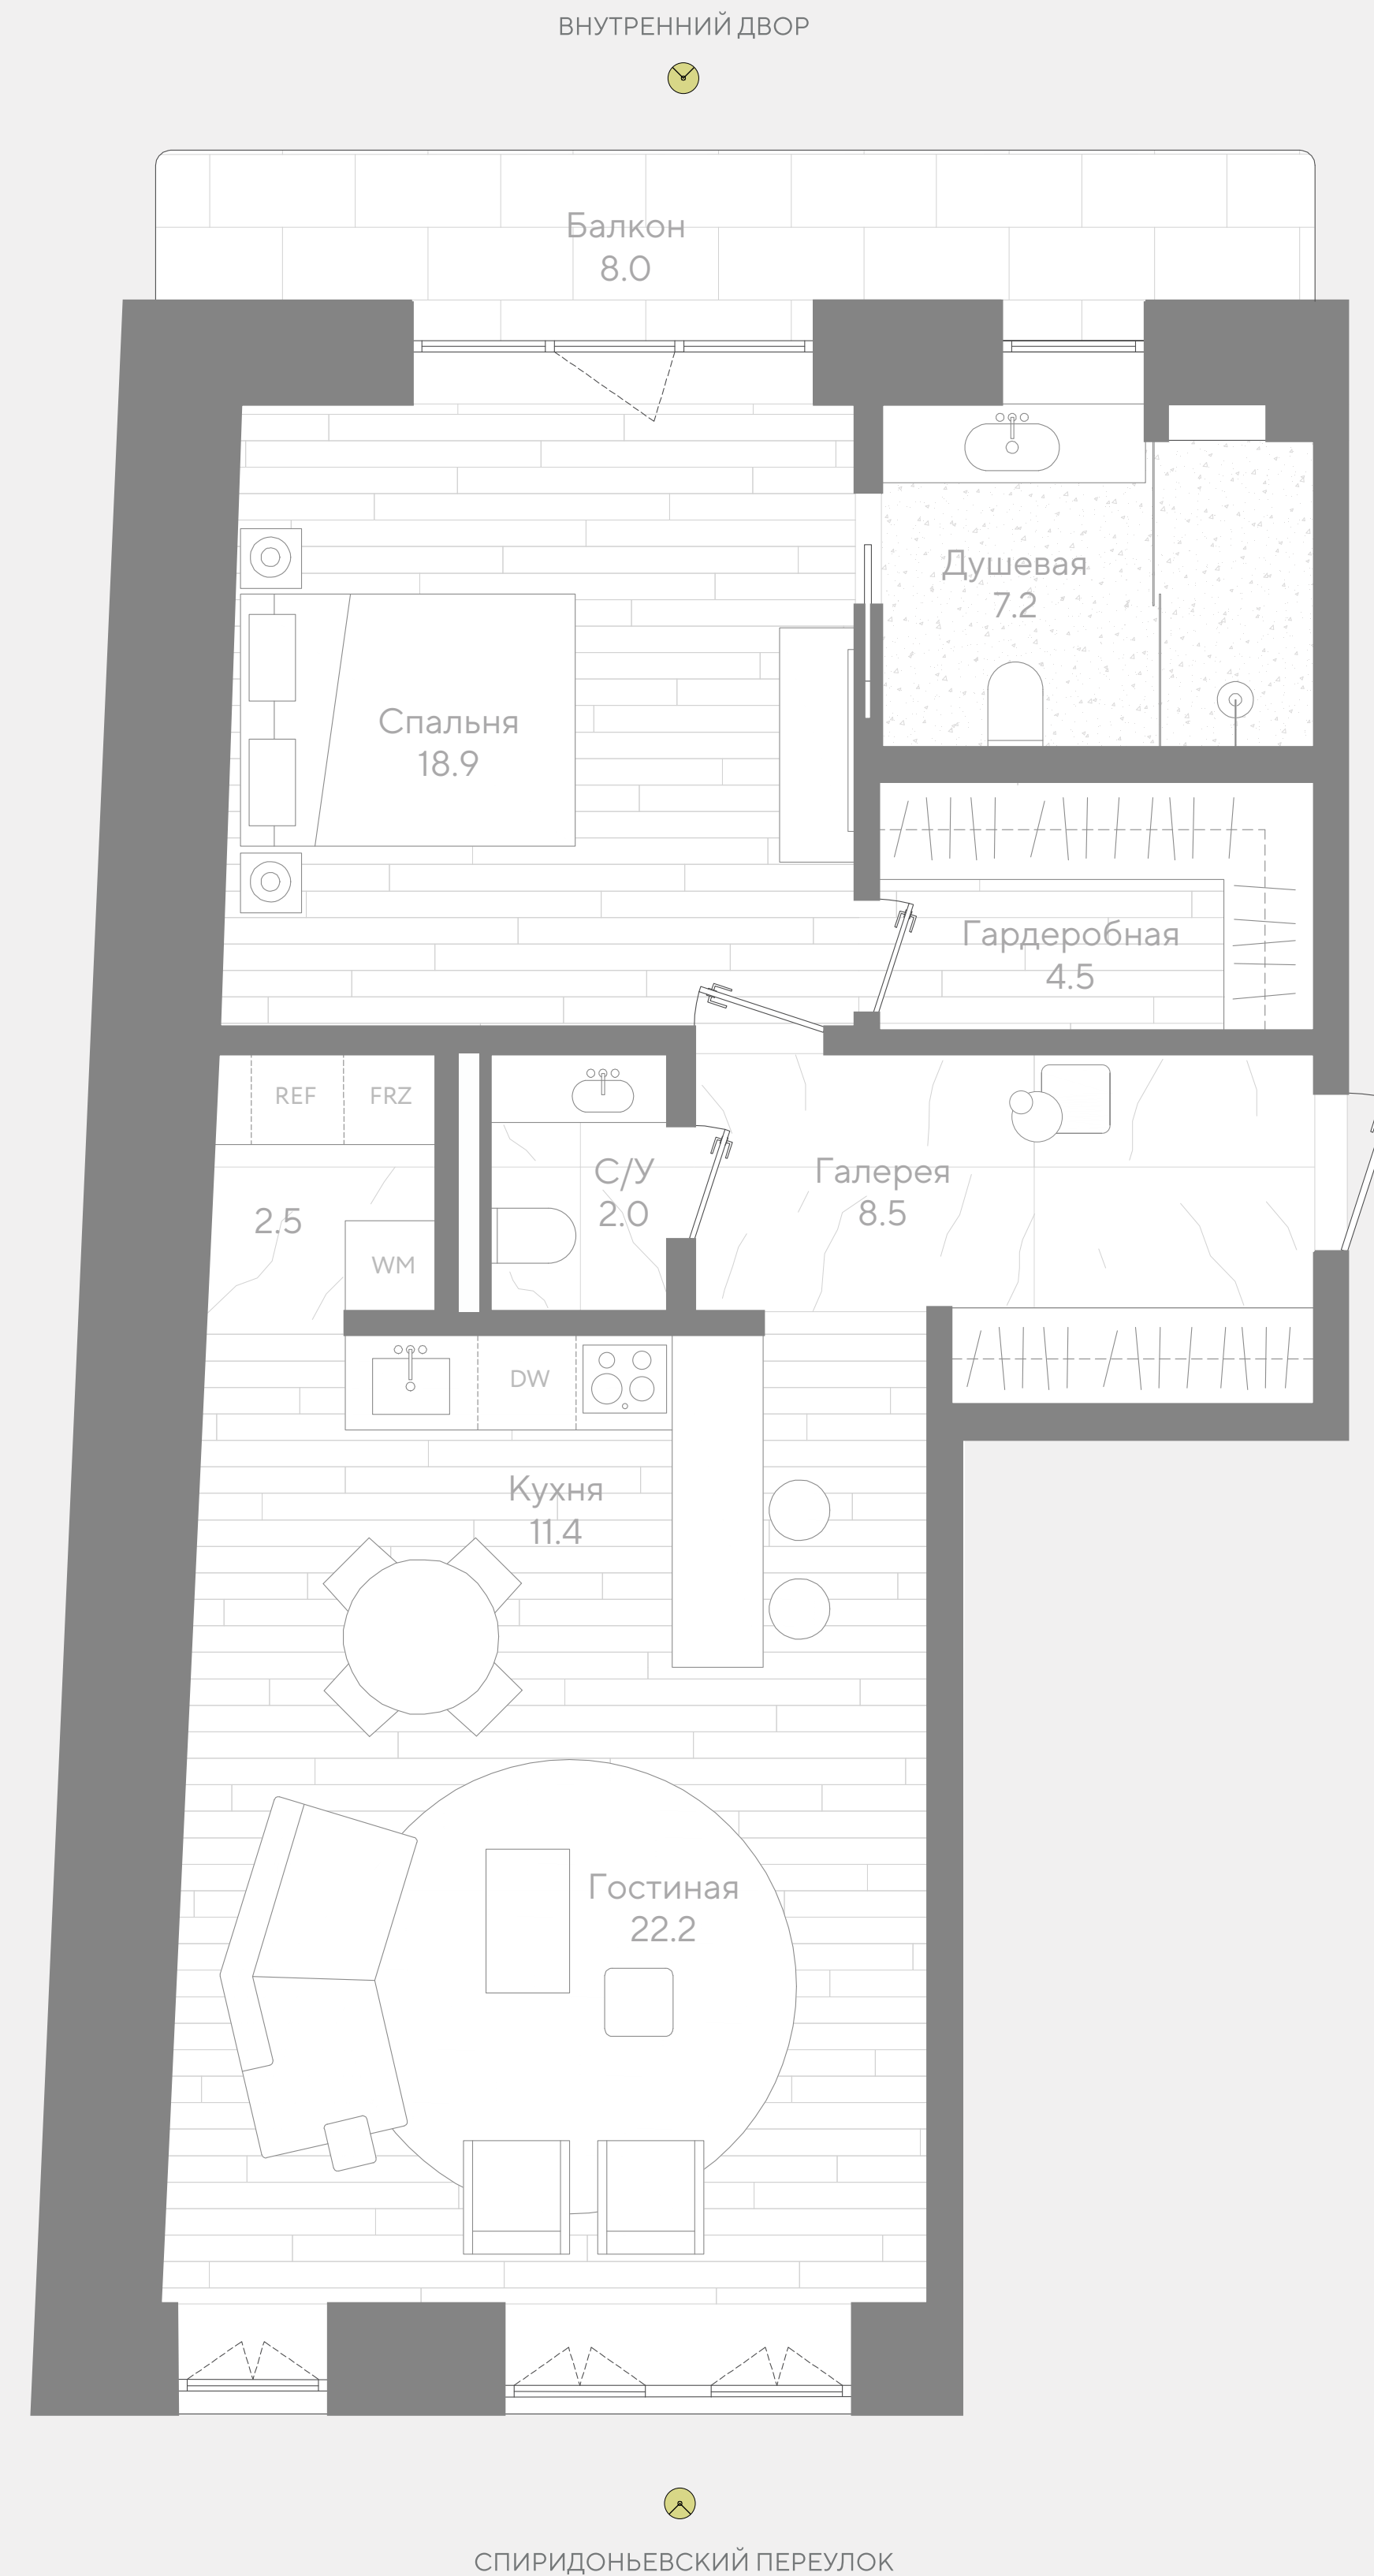 ВНУТРЕННИЙ ДВОР
Балкон
8.0
Душевая
7.2
Спальня
18.9
Гардеробная
4.5
REF
FRZ
С/У
2.0
Галерея
8.5
2.5
WM
DW
Кухня
11.4
Гостиная
22.2
СПИРИДОНЬЕВСКИЙ ПЕРЕУЛОК